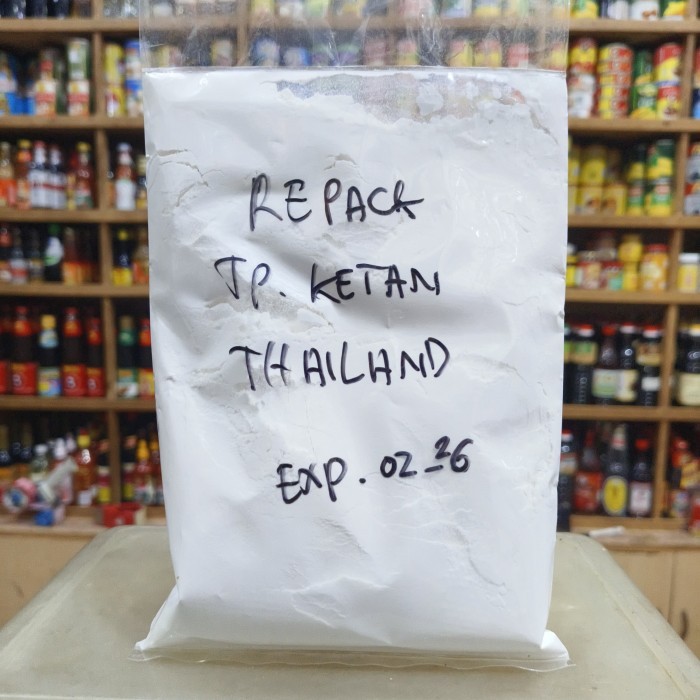 REPACK
TP. KETAN
THAILAND
EXP. 02-26